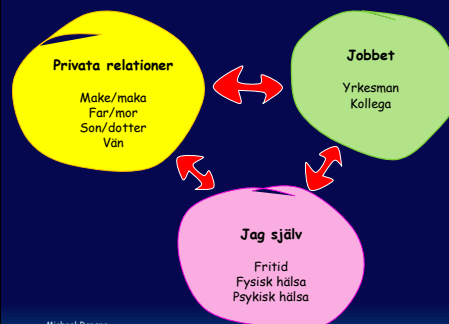 Privata relationer
Make/maka
Far/mor
Son/dotter
Vän
Jobbet
Yrkesman
Kollega
Jag själv
Fritid
Fysisk hälsa
Psykisk hälsa